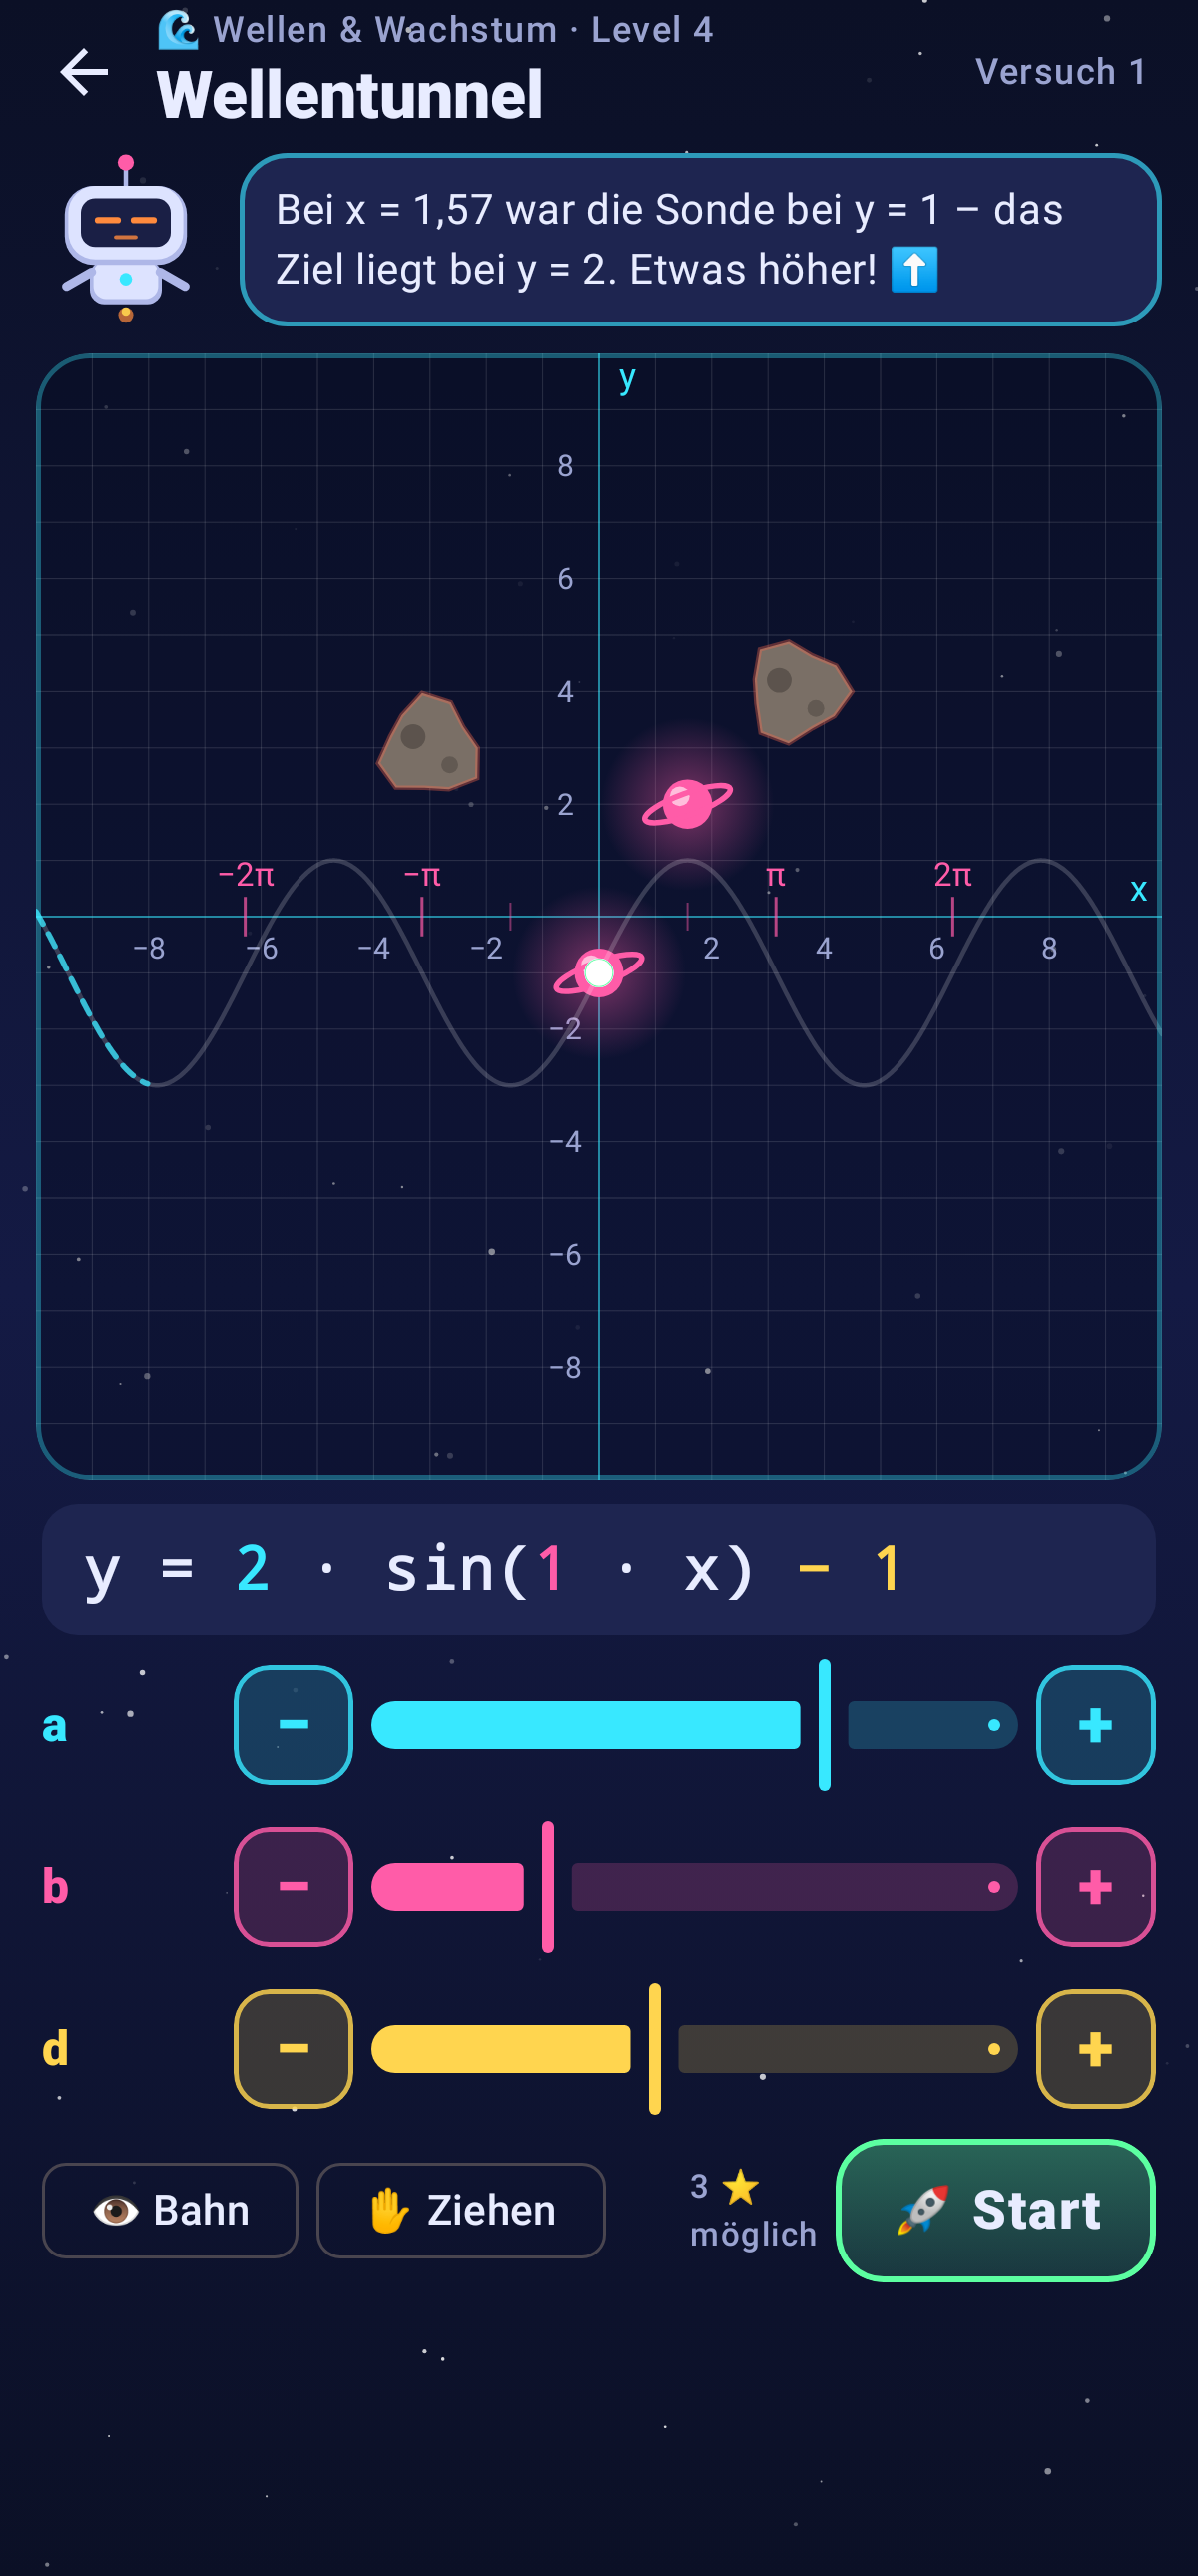 🌊 Wellen & Wachstum · Level 4
Wellentunnel
Versuch 1
Bei x = 1,57 war die Sonde bei y = 1 – das
Ziel liegt bei y = 2. Etwas höher! ⬆️
y
8
6
4
2
−2π
−π
π
2π
x
−8
−6
−4
−2
2
4
6
8
−2
−4
−6
−8
y = 2 · sin(1 · x) − 1
a − +
b − +
d − +
👁️ Bahn
✋ Ziehen
3 ⭐
möglich
🚀 Start